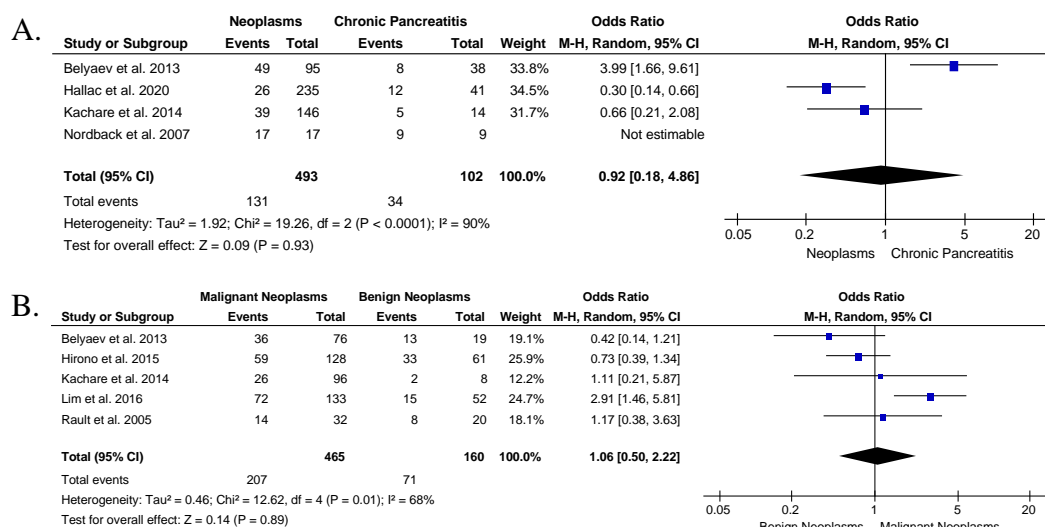 A.
Neoplasms Chronic Pancreatitis Odds Ratio Odds Ratio
Study or Subgroup Events Total Events Total Weight M-H, Random, 95% CI M-H, Random, 95% CI
Belyaev et al. 2013 49 95 8 38 33.8% 3.99 [1.66, 9.61]
Hallac et al. 2020 26 235 12 41 34.5% 0.30 [0.14, 0.66]
Kachare et al. 2014 39 146 5 14 31.7% 0.66 [0.21, 2.08]
Nordback et al. 2007 17 17 9 9 Not estimable
Total (95% CI) 493 102 100.0% 0.92 [0.18, 4.86]
Total events 131 34
Heterogeneity: Tau² = 1.92; Chi² = 19.26, df = 2 (P < 0.0001); I² = 90%
Test for overall effect: Z = 0.09 (P = 0.93)
0.05 0.2 1 5 20
Neoplasms Chronic Pancreatitis
B.
Malignant Neoplasms Benign Neoplasms Odds Ratio Odds Ratio
Study or Subgroup Events Total Events Total Weight M-H, Random, 95% CI M-H, Random, 95% CI
Belyaev et al. 2013 36 76 13 19 19.1% 0.42 [0.14, 1.21]
Hirono et al. 2015 59 128 33 61 25.9% 0.73 [0.39, 1.34]
Kachare et al. 2014 26 96 2 8 12.2% 1.11 [0.21, 5.87]
Lim et al. 2016 72 133 15 52 24.7% 2.91 [1.46, 5.81]
Rault et al. 2005 14 32 8 20 18.1% 1.17 [0.38, 3.63]
Total (95% CI) 465 160 100.0% 1.06 [0.50, 2.22]
Total events 207 71
Heterogeneity: Tau² = 0.46; Chi² = 12.62, df = 4 (P = 0.01); I² = 68%
Test for overall effect: Z = 0.14 (P = 0.89)
0.05 0.2 1 5 20
Benign Neoplasms Malignant Neoplasms